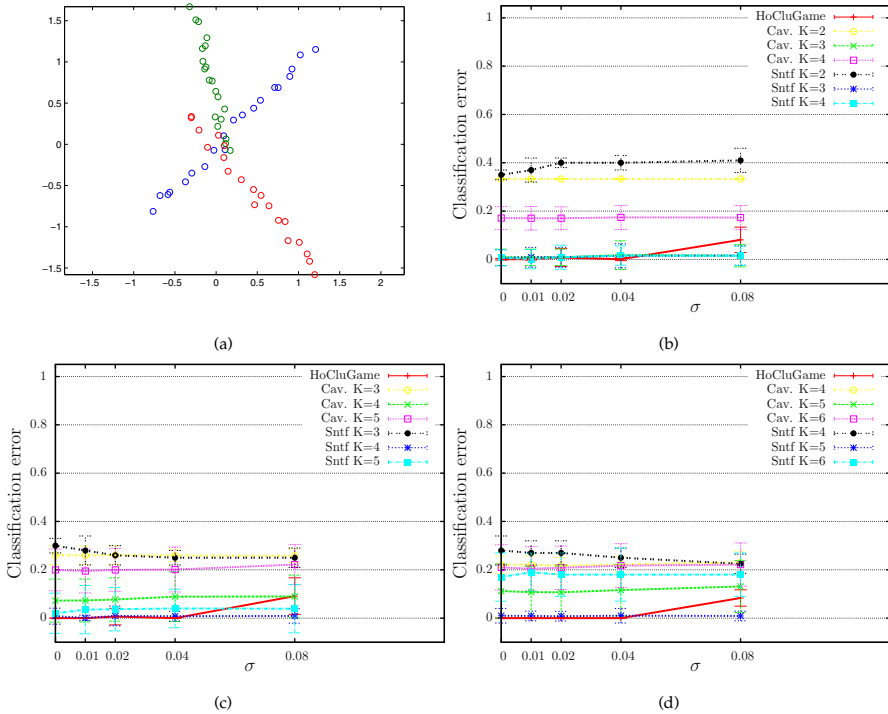 1.5
1
0.5
0
−0.5
−1
−1.5
−1.5 −1 −0.5 0 0.5 1 1.5 2
(a)
HoCluGame
Cav. K=2
Cav. K=3
Cav. K=4
Sntf K=2
Sntf K=3
Sntf K=4
Classification error
1
0.8
0.6
0.4
0.2
0
0 0.01 0.02 0.04 0.08
σ
(b)
HoCluGame
Cav. K=3
Cav. K=4
Cav. K=5
Sntf K=3
Sntf K=4
Sntf K=5
Classification error
1
0.8
0.6
0.4
0.2
0
0 0.01 0.02 0.04 0.08
σ
(c)
HoCluGame
Cav. K=4
Cav. K=5
Cav. K=6
Sntf K=4
Sntf K=5
Sntf K=6
Classification error
1
0.8
0.6
0.4
0.2
0
0 0.01 0.02 0.04 0.08
σ
(d)